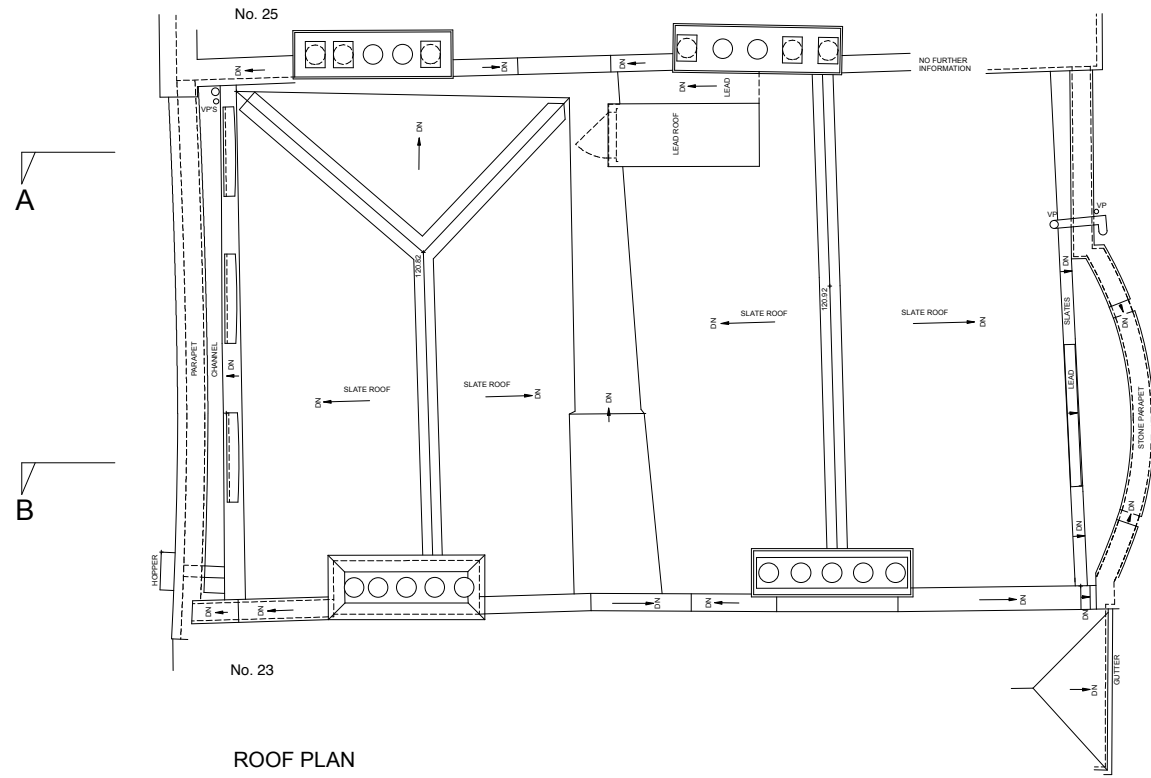 No. 25
DN
DN
DN
NO FURTHER
INFORMATION
VP'S
DN
DN
LEAD
LEAD ROOF
A
VP
VP
120.82
DN
SLATES
120.92
DN
SLATE ROOF
SLATE ROOF
DN
DN
PARAPET
CHANNEL
DN
LEAD
SLATE ROOF
SLATE ROOF
DN
DN
DN
STONE PARAPET
B
DN
DN
HOPPER
DN
DN
DN
DN
DN
DN
No. 23
GUTTER
DN
ROOF PLAN